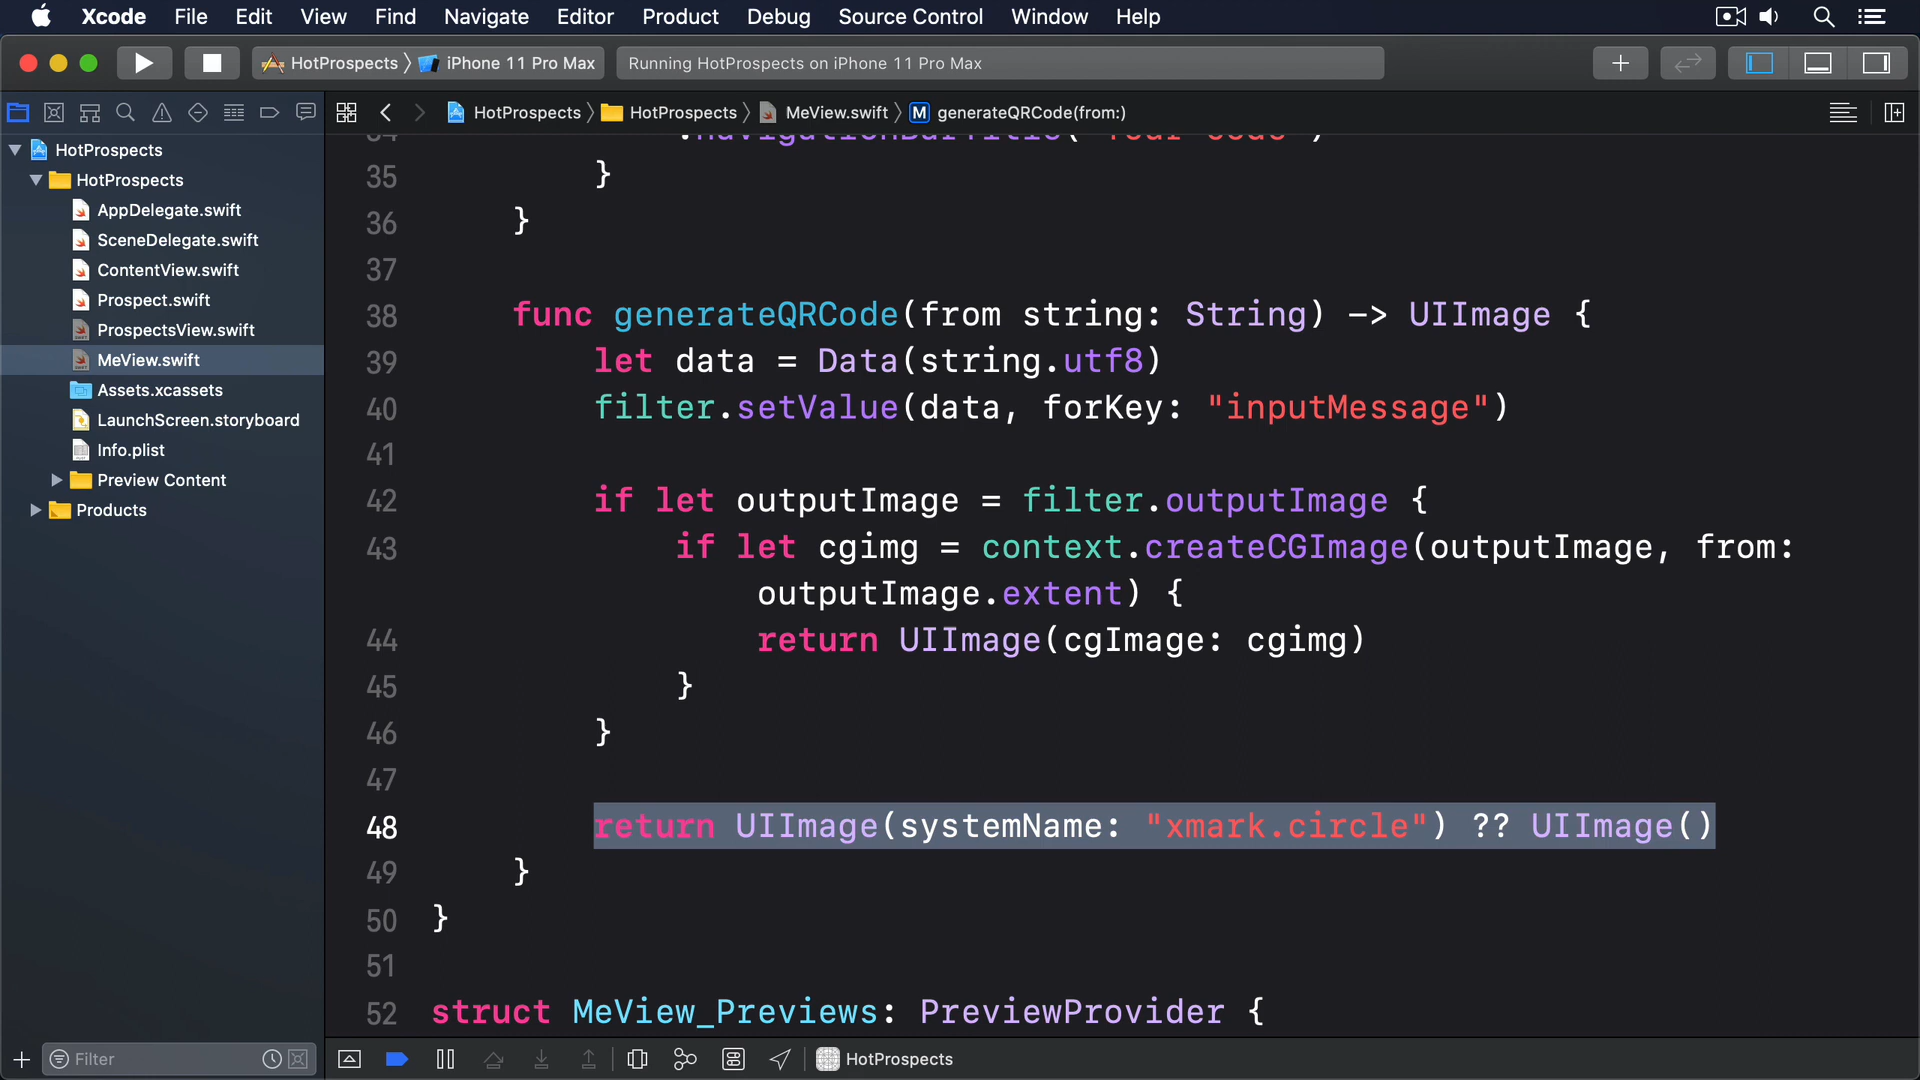 Xcode File Edit View Find Navigate Editor Product Debug Source Control Window Help
HotProspects iPhone 11 Pro Max Running HotProspects on iPhone 11 Pro Max
HotProspects HotProspects MeView.swift M generateQRCode(from:)
HotProspects
HotProspects
AppDelegate.swift
SceneDelegate.swift
ContentView.swift
Prospect.swift
ProspectsView.swift
MeView.swift
Assets.xcassets
LaunchScreen.storyboard
Info.plist
Preview Content
Products
Filter
34 .navigationBarTitle("Your code")
35 }
36 }
37
38 func generateQRCode(from string: String) -> UIImage {
39 let data = Data(string.utf8)
40 filter.setValue(data, forKey: "inputMessage")
41
42 if let outputImage = filter.outputImage {
43 if let cgimg = context.createCGImage(outputImage, from:
outputImage.extent) {
44 return UIImage(cgImage: cgimg)
45 }
46 }
47
48 return UIImage(systemName: "xmark.circle") ?? UIImage()
49 }
50 }
51
52 struct MeView_Previews: PreviewProvider {
HotProspects